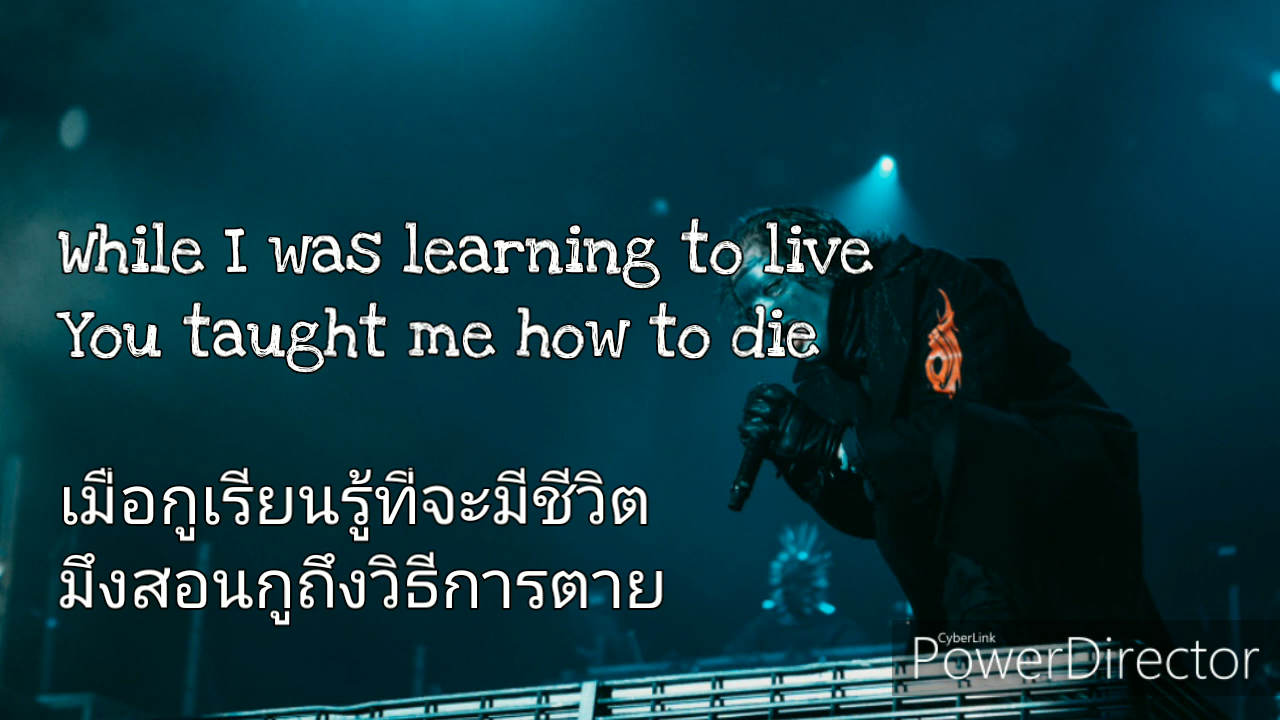 While I was learning to live
You taught me how to die
เมื่อกูเรียนรู้ที่จะมีชีวิต
มึงสอนกูถึงวิธีการตาย
CyberLink
PowerDirector